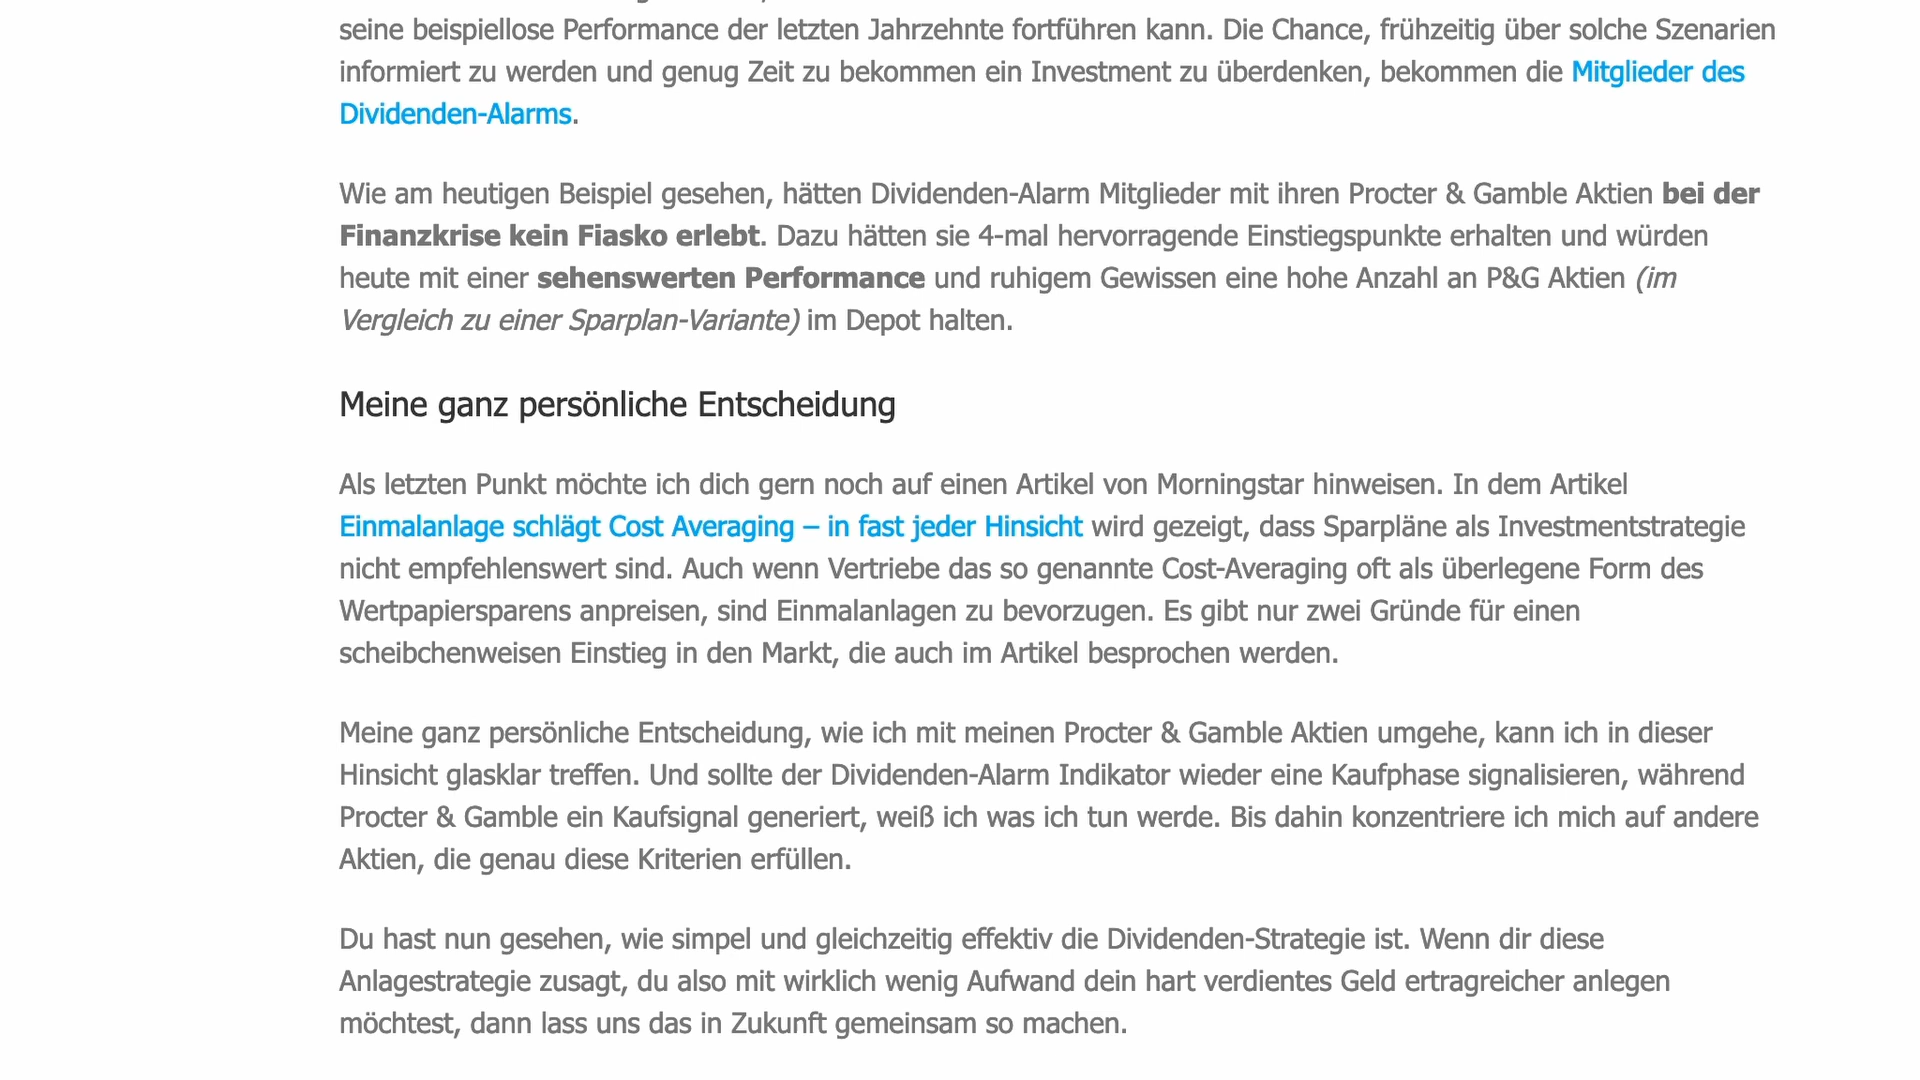 seine beispiellose Performance der letzten Jahrzehnte fortführen kann. Die Chance, frühzeitig über solche Szenarien
informiert zu werden und genug Zeit zu bekommen ein Investment zu überdenken, bekommen die Mitglieder des
Dividenden-Alarms.
Wie am heutigen Beispiel gesehen, hätten Dividenden-Alarm Mitglieder mit ihren Procter & Gamble Aktien bei der
Finanzkrise kein Fiasko erlebt. Dazu hätten sie 4-mal hervorragende Einstiegspunkte erhalten und würden
heute mit einer sehenswerten Performance und ruhigem Gewissen eine hohe Anzahl an P&G Aktien (im
Vergleich zu einer Sparplan-Variante) im Depot halten.
Meine ganz persönliche Entscheidung
Als letzten Punkt möchte ich dich gern noch auf einen Artikel von Morningstar hinweisen. In dem Artikel
Einmalanlage schlägt Cost Averaging – in fast jeder Hinsicht wird gezeigt, dass Sparpläne als Investmentstrategie
nicht empfehlenswert sind. Auch wenn Vertriebe das so genannte Cost-Averaging oft als überlegene Form des
Wertpapiersparens anpreisen, sind Einmalanlagen zu bevorzugen. Es gibt nur zwei Gründe für einen
scheibchenweisen Einstieg in den Markt, die auch im Artikel besprochen werden.
Meine ganz persönliche Entscheidung, wie ich mit meinen Procter & Gamble Aktien umgehe, kann ich in dieser
Hinsicht glasklar treffen. Und sollte der Dividenden-Alarm Indikator wieder eine Kaufphase signalisieren, während
Procter & Gamble ein Kaufsignal generiert, weiß ich was ich tun werde. Bis dahin konzentriere ich mich auf andere
Aktien, die genau diese Kriterien erfüllen.
Du hast nun gesehen, wie simpel und gleichzeitig effektiv die Dividenden-Strategie ist. Wenn dir diese
Anlagestrategie zusagt, du also mit wirklich wenig Aufwand dein hart verdientes Geld ertragreicher anlegen
möchtest, dann lass uns das in Zukunft gemeinsam so machen.